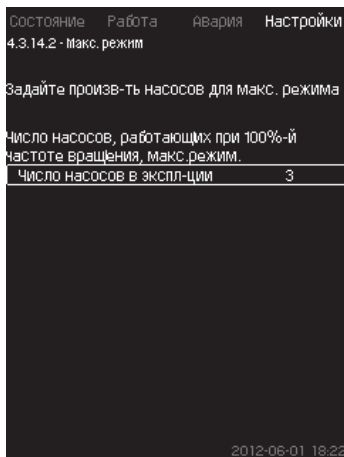 Состояние Работа Авария Настройки
4.3.14.2 - Макс. режим
Задайте произв-ть насосов для макс. режима
Число насосов, работающих при 100%-й
частоте вращения, макс.режим.
Число насосов в экспл-ции 3
2012-06-01 18:22